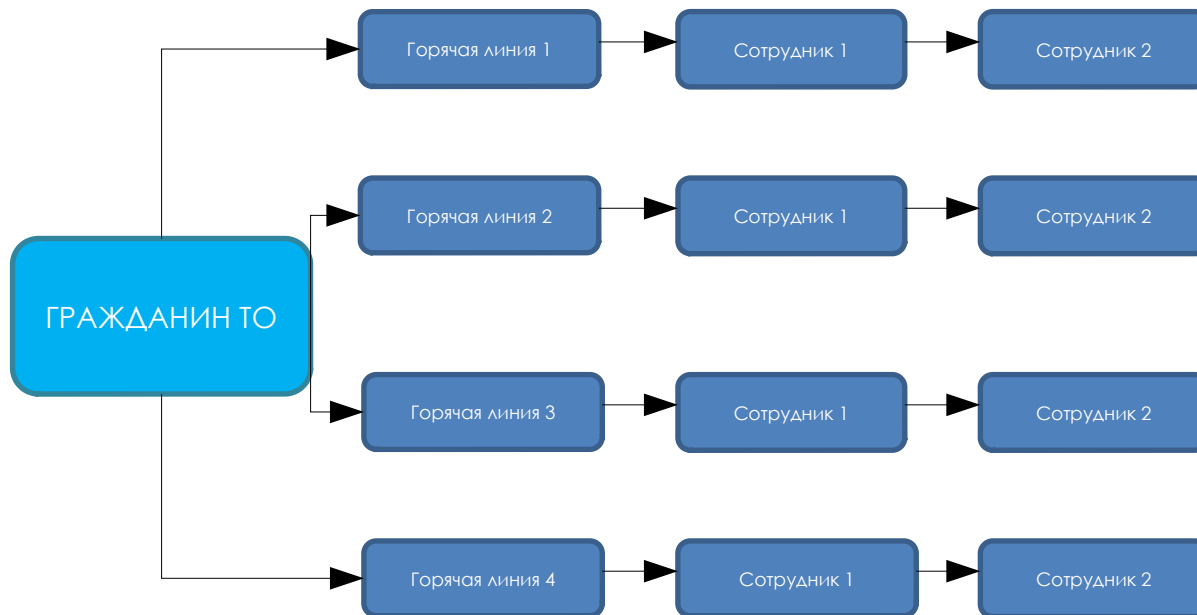 Горячая линия 1
Сотрудник 1
Сотрудник 2
Горячая линия 2
Сотрудник 1
Сотрудник 2
ГРАЖДАНИН ТО
Горячая линия 3
Сотрудник 1
Сотрудник 2
Горячая линия 4
Сотрудник 1
Сотрудник 2